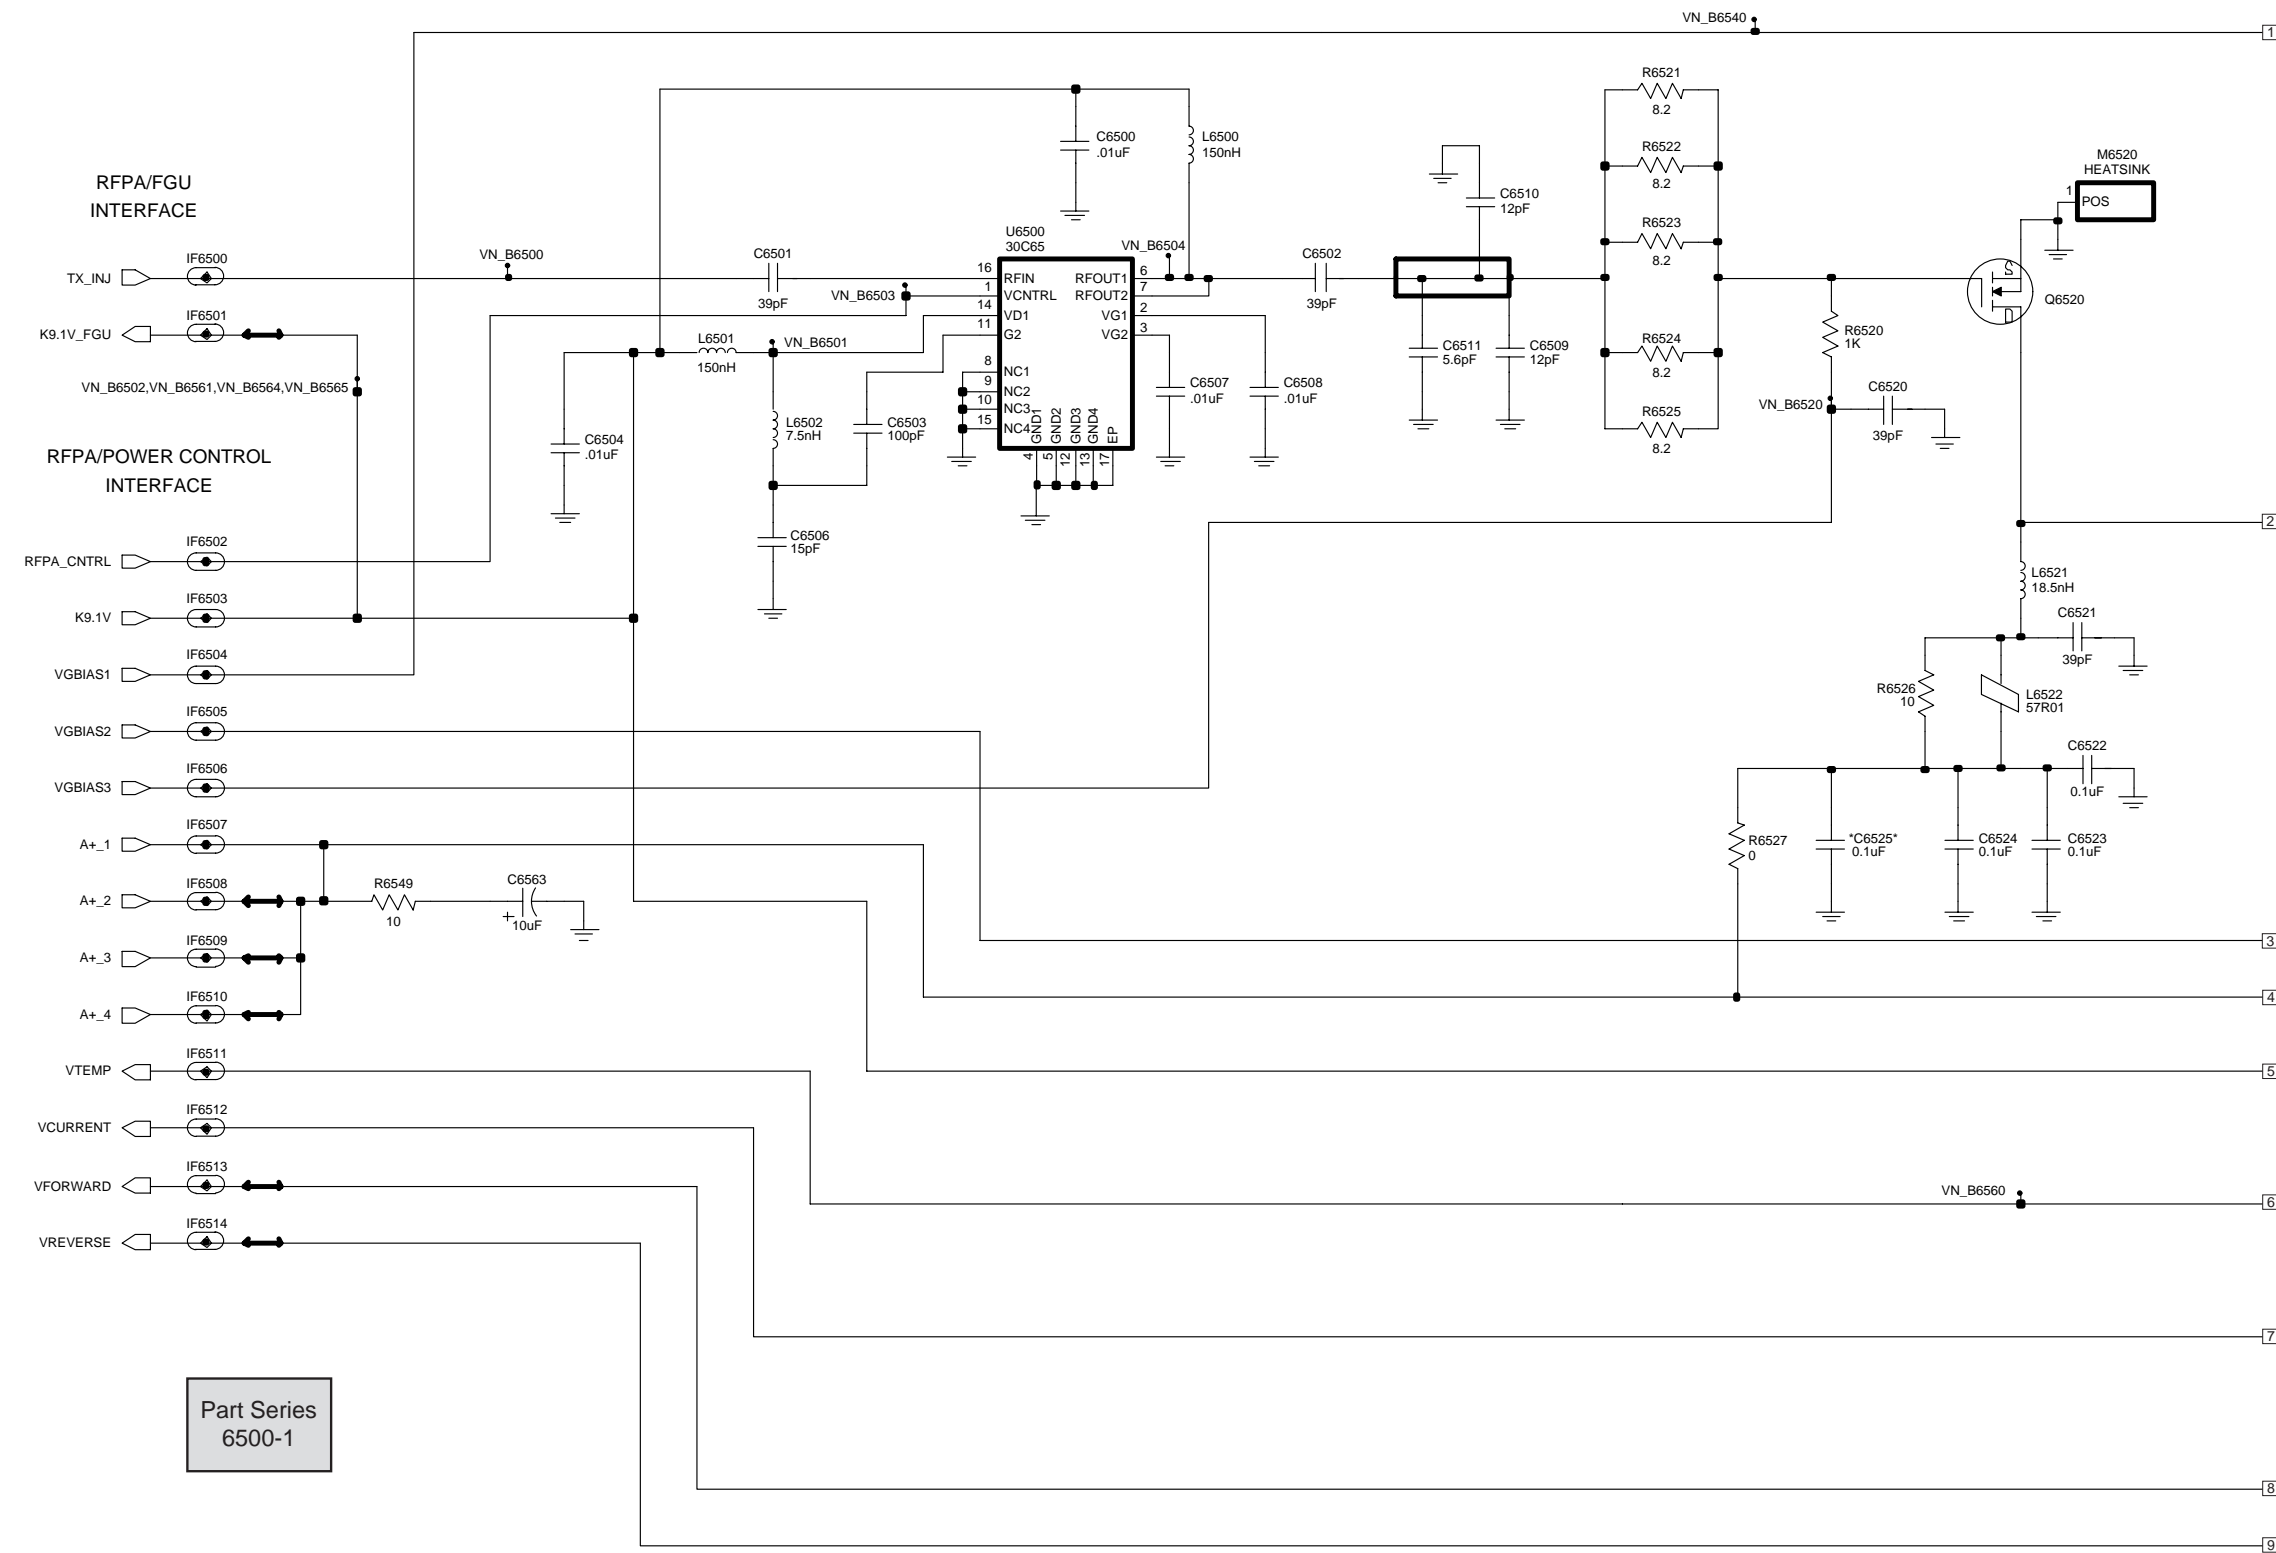 VN_B6540
1
R6521
8.2
C6500
.01uF
L6500
150nH
R6522
8.2
M6520
HEATSINK
1
POS
RFPA/FGU
INTERFACE
C6510
12pF
R6523
8.2
U6500
30C65
VN_B6500
C6501
39pF
VN_B6504
C6502
39pF
IF6500
TX_INJ
16
RFIN
RFOUT1
6
1
VCNTRL
RFOUT2
7
VN_B6503
14
VD1
VG1
2
11
G2
VG2
3
8
NC1
9
NC2
10
NC3
15
NC4
GND1
GND2
GND3
GND4
EP
4
5
12
13
17
S
D
Q6520
IF6501
K9.1V_FGU
L6501
150nH
VN_B6501
R6520
1K
R6524
8.2
C6511
5.6pF
C6509
12pF
VN_B6502,VN_B6561,VN_B6564,VN_B6565
C6507
.01uF
C6508
.01uF
C6520
39pF
VN_B6520
R6525
8.2
L6502
7.5nH
C6503
100pF
C6504
.01uF
RFPA/POWER CONTROL
INTERFACE
2
C6506
15pF
IF6502
RFPA_CNTRL
L6521
18.5nH
IF6503
K9.1V
C6521
39pF
IF6504
VGBIAS1
R6526
10
L6522
57R01
IF6505
VGBIAS2
C6522
0.1uF
IF6506
VGBIAS3
IF6507
A+_1
R6527
0
*C6525*
0.1uF
C6524
0.1uF
C6523
0.1uF
IF6508
A+_2
R6549
10
C6563
+
10uF
3
IF6509
A+_3
4
IF6510
A+_4
IF6511
VTEMP
5
IF6512
VCURRENT
IF6513
VFORWARD
VN_B6560
6
IF6514
VREVERSE
7
Part Series
6500-1
8
9